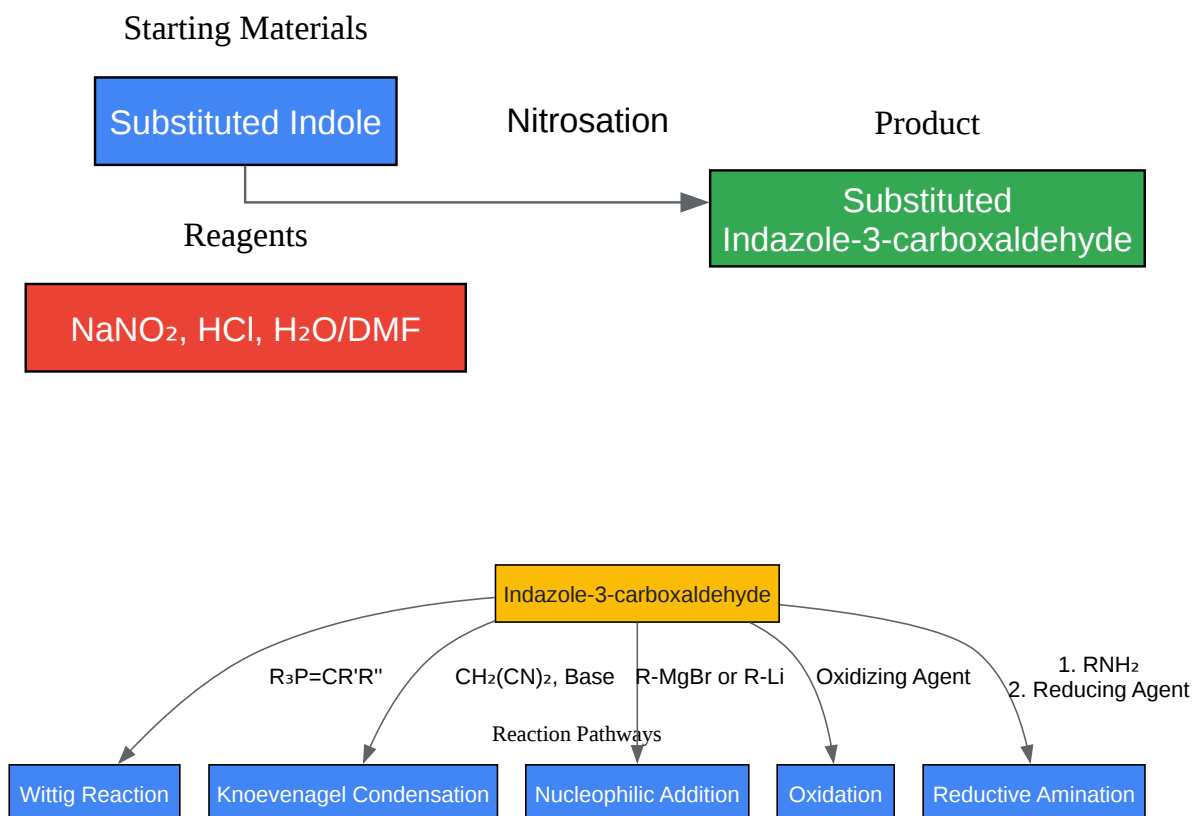 Starting Materials
Substituted Indole
Nitrosation
Product
Substituted
Indazole-3-carboxaldehyde
Reagents
NaNO₂, HCl, H₂O/DMF
Indazole-3-carboxaldehyde
R₃P=CR'R''
CH₂(CN)₂, Base
R-MgBr or R-Li
Oxidizing Agent
1. RNH₂
2. Reducing Agent
Reaction Pathways
Wittig Reaction
Knoevenagel Condensation
Nucleophilic Addition
Oxidation
Reductive Amination